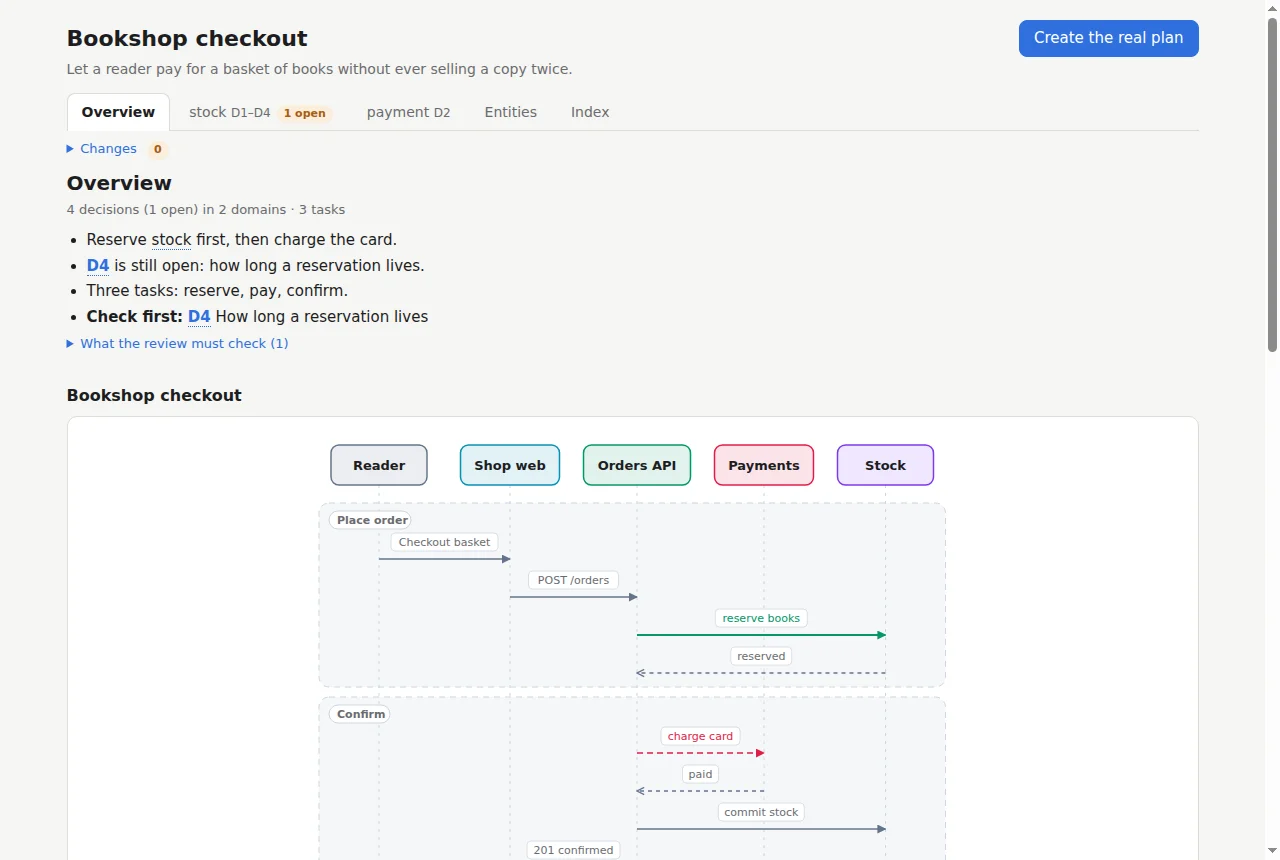 Bookshop checkout
Create the real plan
Let a reader pay for a basket of books without ever selling a copy twice.
Overview stock D1–D4 1 open payment D2 Entities Index
Changes 0
Overview
4 decisions (1 open) in 2 domains · 3 tasks
Reserve stock first, then charge the card.
D4 is still open: how long a reservation lives.
Three tasks: reserve, pay, confirm.
Check first: D4 How long a reservation lives
What the review must check (1)
Bookshop checkout
Reader Shop web Orders API Payments Stock
Place order
Checkout basket
POST /orders
reserve books
reserved
Confirm
charge card
paid
commit stock
201 confirmed